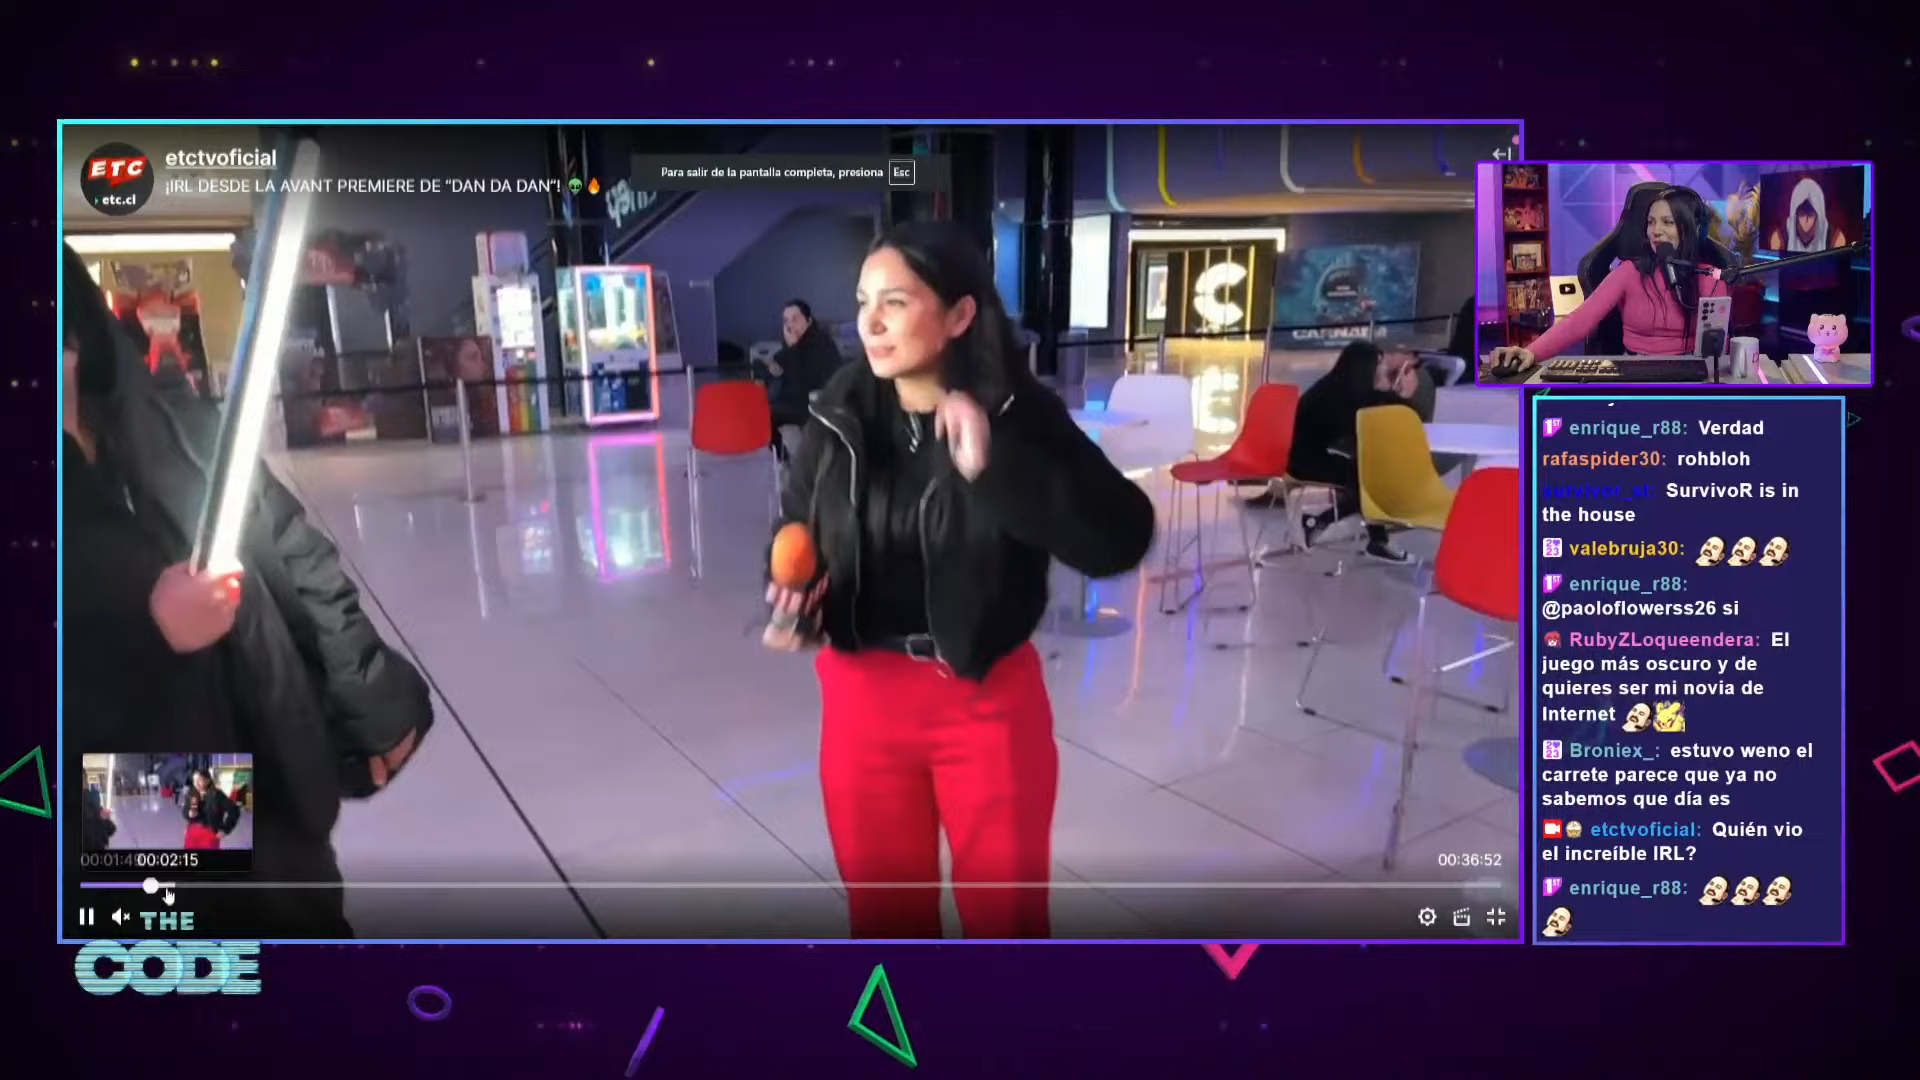 ETC
etc.cl
etctvoficial
¡IRL DESDE LA AVANT PREMIERE DE "DAN DA DAN"! 👽🔥
Para salir de la pantalla completa, presiona Esc
00:02:15
00:36:52
THE
CODE
enrique_r88: Verdad
rafaspider30: rohbloh
survivor_st: SurvivoR is in
the house
valebruja30:
enrique_r88:
@paoloflowerss26 si
RubyZLoqueendera: El
juego más oscuro y de
quieres ser mi novia de
Internet
Broniex_: estuvo weno el
carrete parece que ya no
sabemos que día es
etctvoficial: Quién vio
el increíble IRL?
enrique_r88: